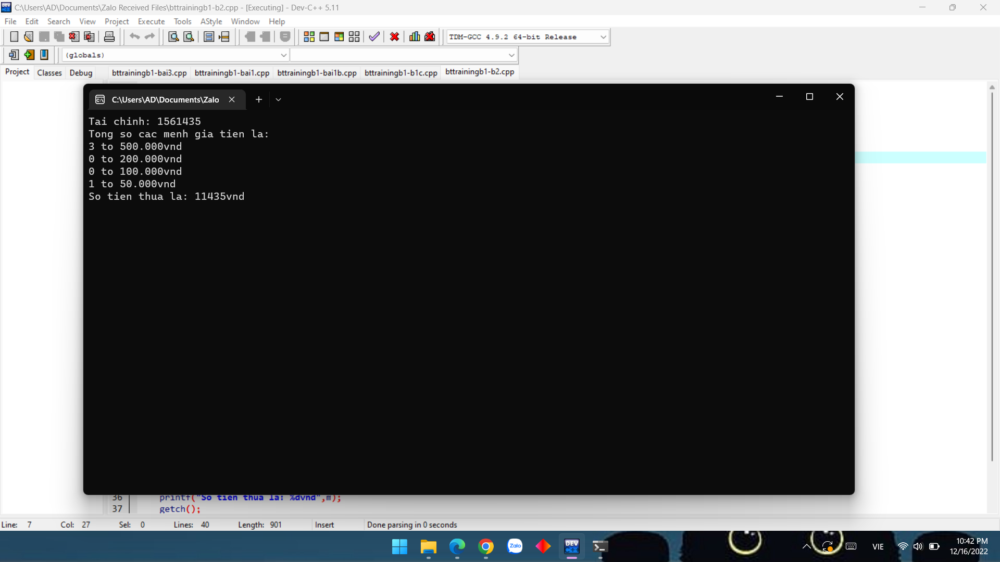 C:\Users\AD\Documents\Zalo Received Files\bttrainingb1-b2.cpp - [Executing] - Dev-C++ 5.11
File Edit Search View Project Execute Tools AStyle Window Help
TDM-GCC 4.9.2 64-bit Release
(globals)
Project Classes Debug bttrainingb1-bai3.cpp bttrainingb1-bai1.cpp bttrainingb1-bai1b.cpp bttrainingb1-b1c.cpp bttrainingb1-b2.cpp
C:\Users\AD\Documents\Zalo
Tai chinh: 1561435
Tong so cac menh gia tien la:
3 to 500.000vnd
0 to 200.000vnd
0 to 100.000vnd
1 to 50.000vnd
So tien thua la: 11435vnd
36 printf("So tien thua la: %dvnd",m);
37 getch();
Line: 7 Col: 27 Sel: 0 Lines: 40 Length: 901 Insert Done parsing in 0 seconds
Zalo
DEV C++
VIE
10:42 PM
12/16/2022